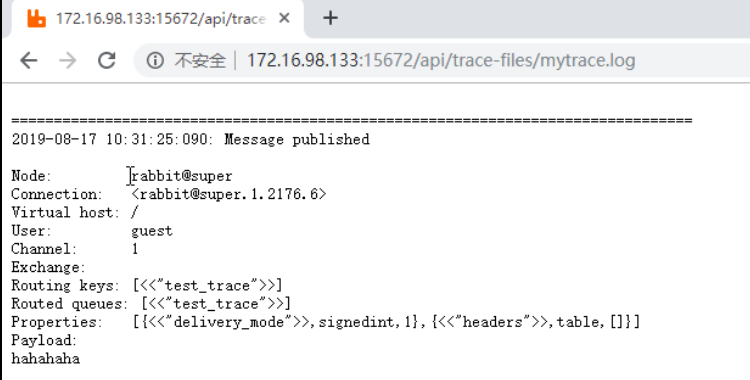 172.16.98.133:15672/api/trace
不安全 | 172.16.98.133:15672/api/trace-files/mytrace.log
================================================================================
2019-08-17 10:31:25:090: Message published
Node: rabbit@super
Connection: <rabbit@super.1.2176.6>
Virtual host: /
User: guest
Channel: 1
Exchange:
Routing keys: [<<"test_trace">>]
Routed queues: [<<"test_trace">>]
Properties: [{<<"delivery_mode">>,signedint,1},{<<"headers">>,table,[]}]
Payload:
hahahaha